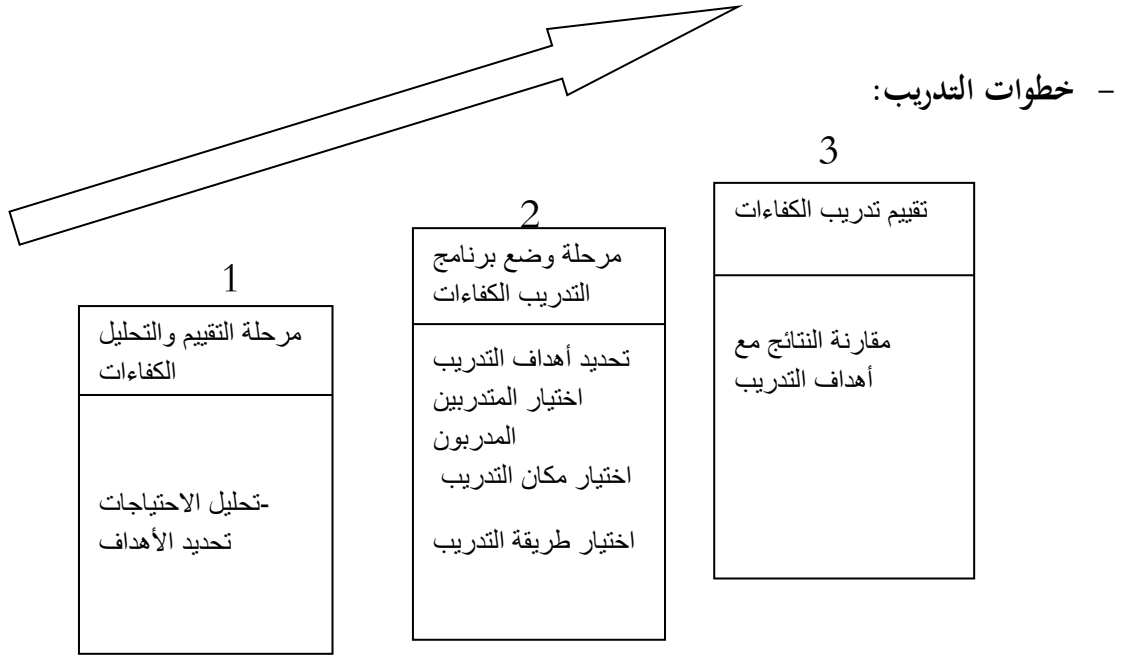 - خطوات التدريب:
1
مرحلة التقييم والتحليل
الكفاءات
-تحليل الاحتياجات
تحديد الأهداف
2
مرحلة وضع برنامج
التدريب الكفاءات
تحديد أهداف التدريب
اختيار المتدربين
المدربون
اختيار مكان التدريب
اختيار طريقة التدريب
3
تقييم تدريب الكفاءات
مقارنة النتائج مع
أهداف التدريب